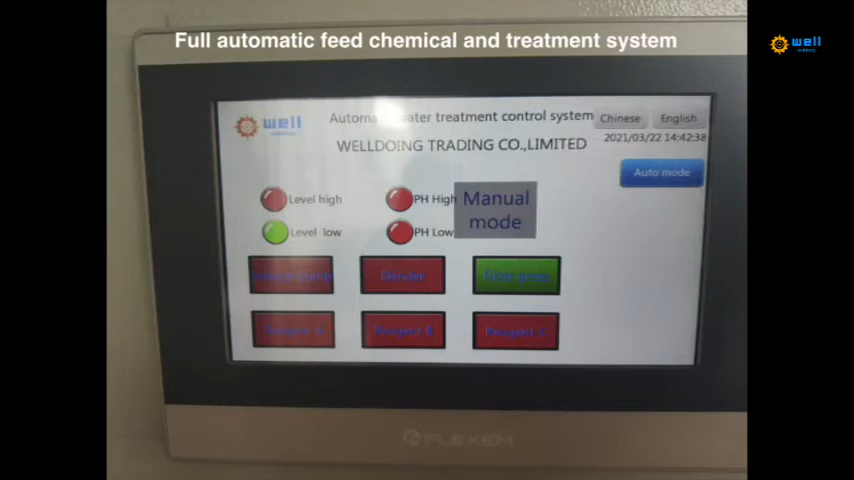 Full automatic feed chemical and treatment system
well
well
water treatment control system
Chinese
English
WELLDOING TRADING CO.,LIMITED
2021/03/22 14:42:38
Auto mode
Level high
PH High
Manual
mode
Level low
PH Low
Blender
Reagent B
Reagent C
FLEXEM